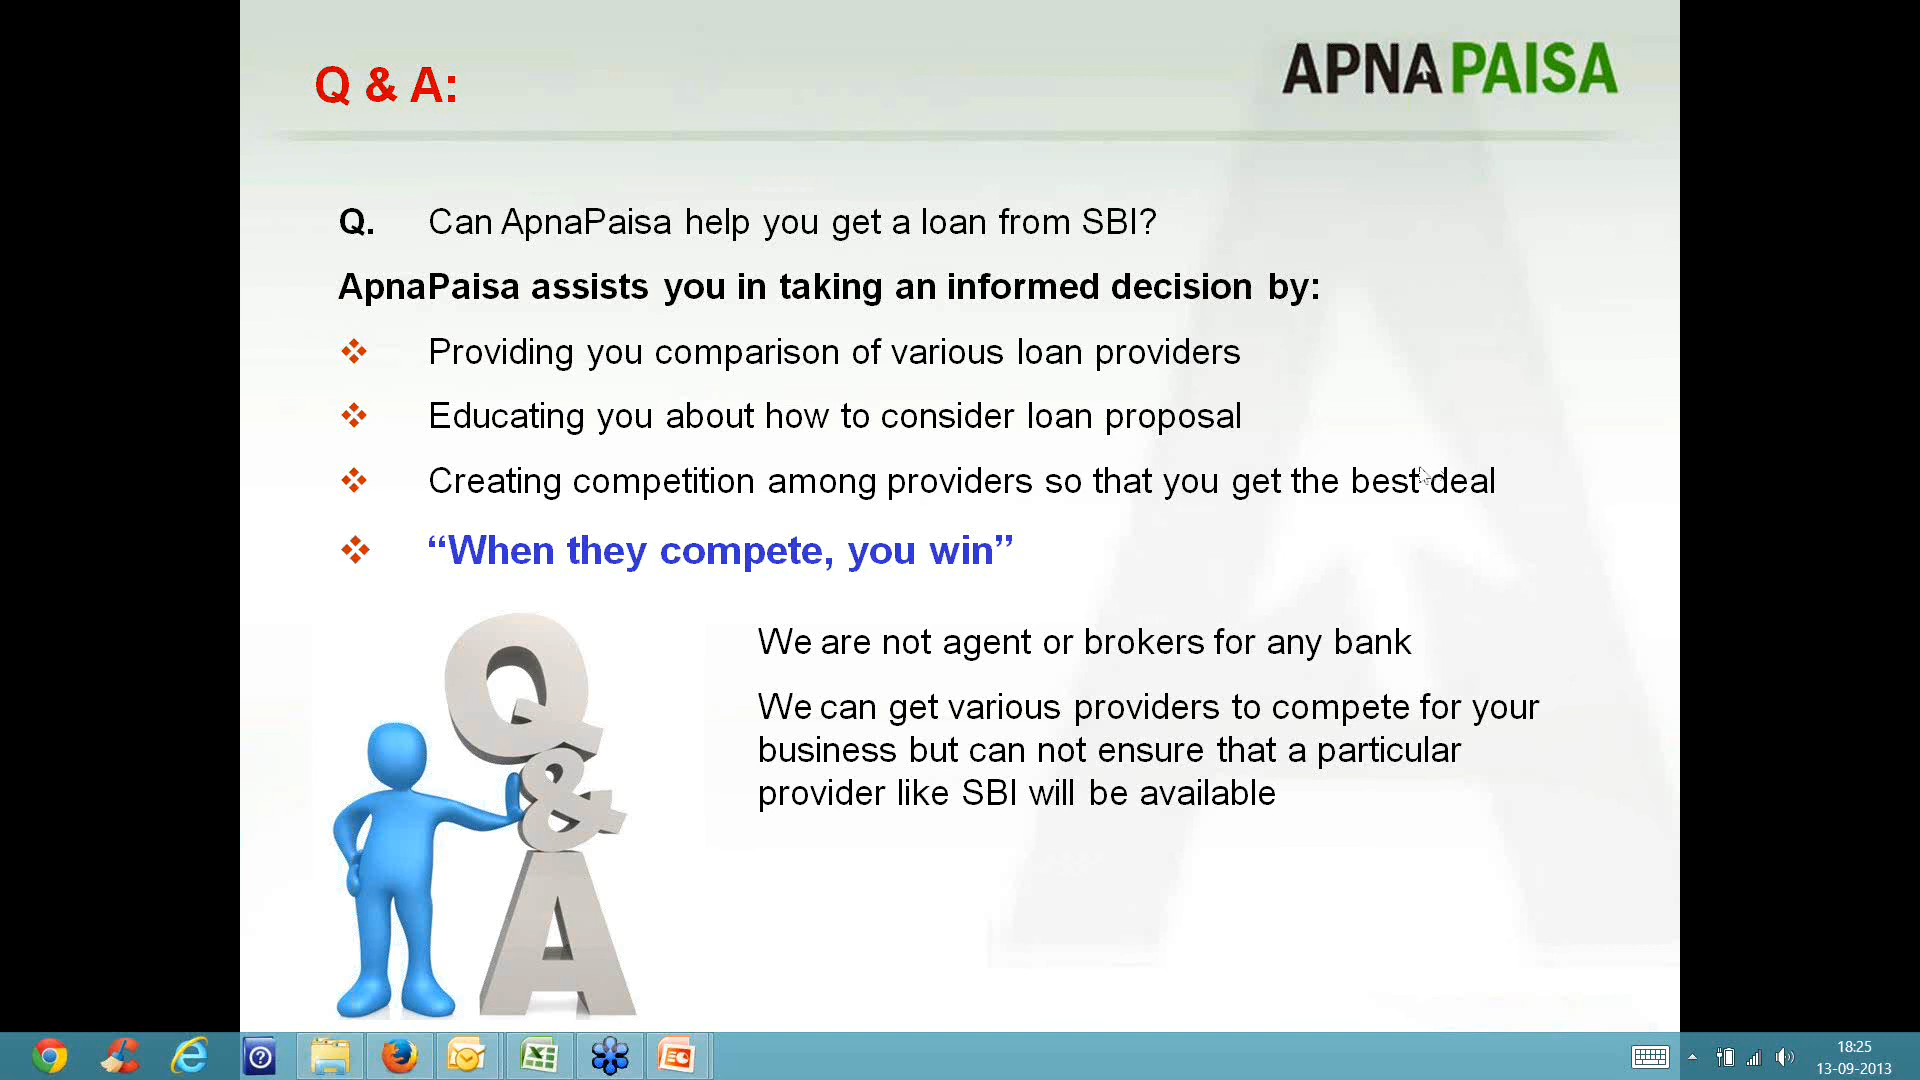 Q & A:
APNAPAISA
Q. Can ApnaPaisa help you get a loan from SBI?
ApnaPaisa assists you in taking an informed decision by:
Providing you comparison of various loan providers
Educating you about how to consider loan proposal
Creating competition among providers so that you get the best deal
“When they compete, you win”
We are not agent or brokers for any bank
We can get various providers to compete for your
business but can not ensure that a particular
provider like SBI will be available
Q
&
A
18:25
13-09-2013